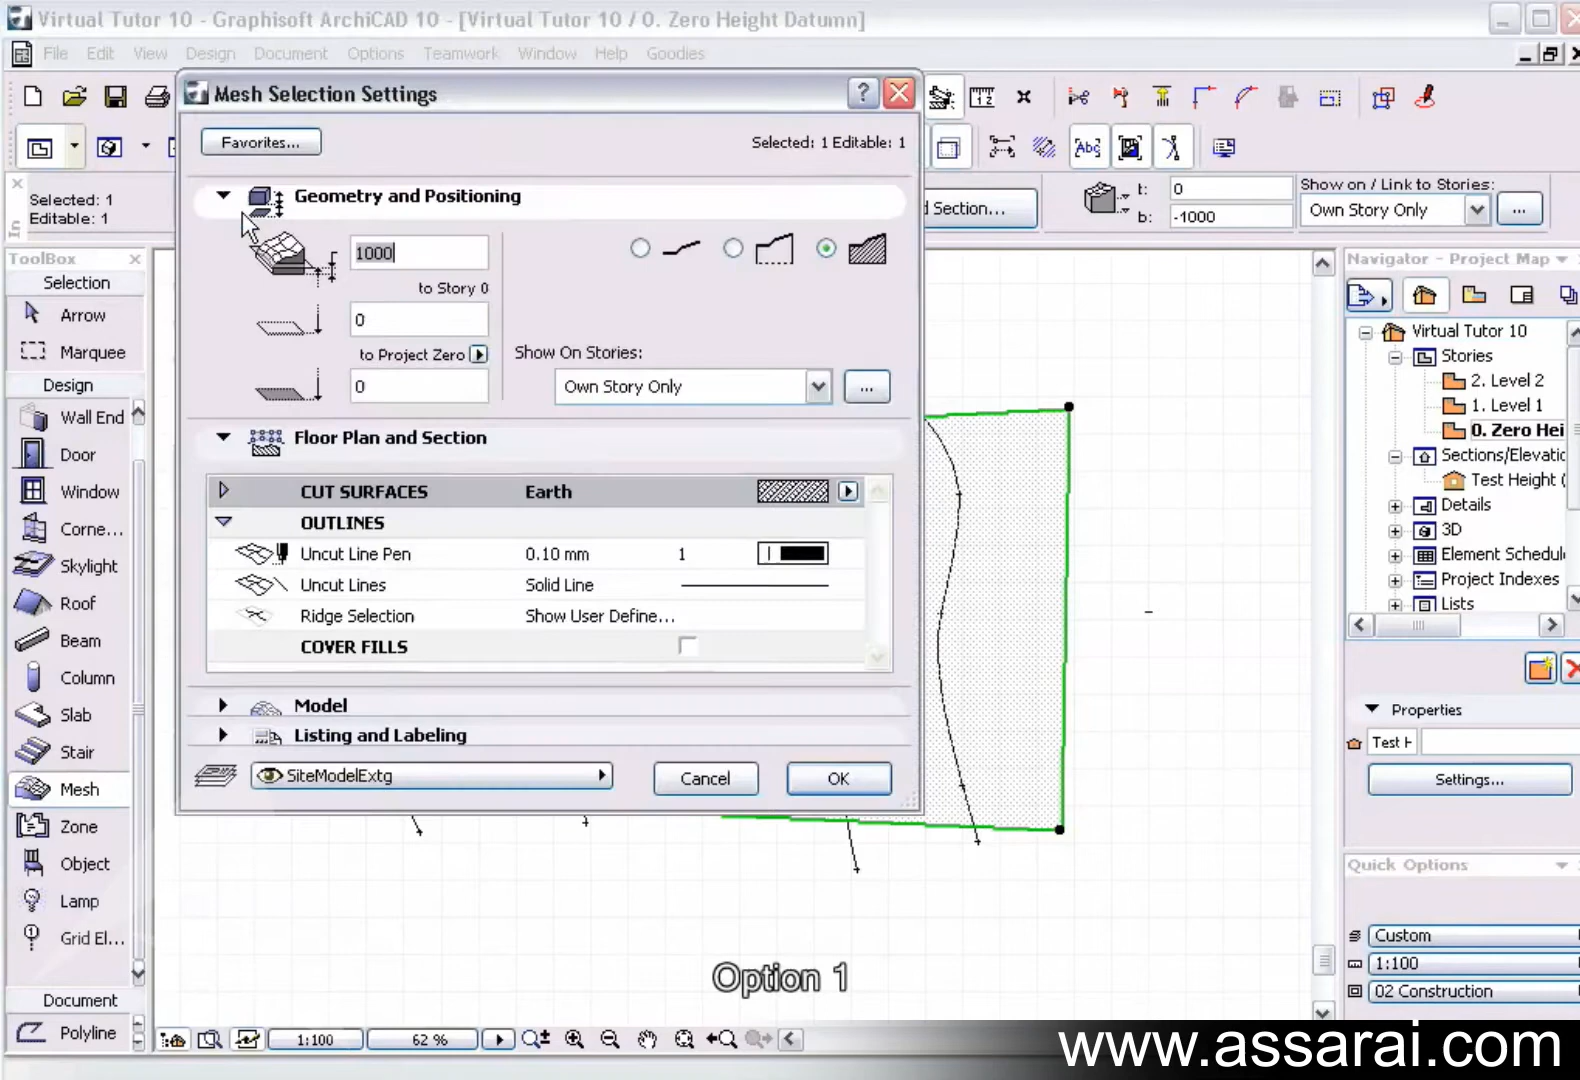 Virtual Tutor 10 - Graphisoft ArchiCAD 10 - [Virtual Tutor 10 / 0. Zero Height Datumn]
File Edit View Design Document Options Teamwork Window Help Goodies
Mesh Selection Settings
Favorites...
Selected: 1 Editable: 1
Selected: 1
Editable: 1
Geometry and Positioning
1000
to Story 0
0
to Project Zero
0
Show On Stories:
Own Story Only
...
Floor Plan and Section
CUT SURFACES Earth
OUTLINES
Uncut Line Pen 0.10 mm 1
Uncut Lines Solid Line
Ridge Selection Show User Define...
COVER FILLS
Model
Listing and Labeling
SiteModelExtg
Cancel
OK
Abc
Section...
t: 0
b: -1000
Show on / Link to Stories:
Own Story Only
...
ToolBox
Selection
Arrow
Marquee
Design
Wall End
Door
Window
Corne...
Skylight
Roof
Beam
Column
Slab
Stair
Mesh
Zone
Object
Lamp
Grid El...
Document
Polyline
Navigator - Project Map
Virtual Tutor 10
Stories
2. Level 2
1. Level 1
0. Zero Hei
Sections/Elevatio
Test Height (
Details
3D
Element Schedul
Project Indexes
Lists
Properties
Test H
Settings...
Quick Options
Custom
1:100
02 Construction
Option 1
1:100
62 %
www.assarai.com